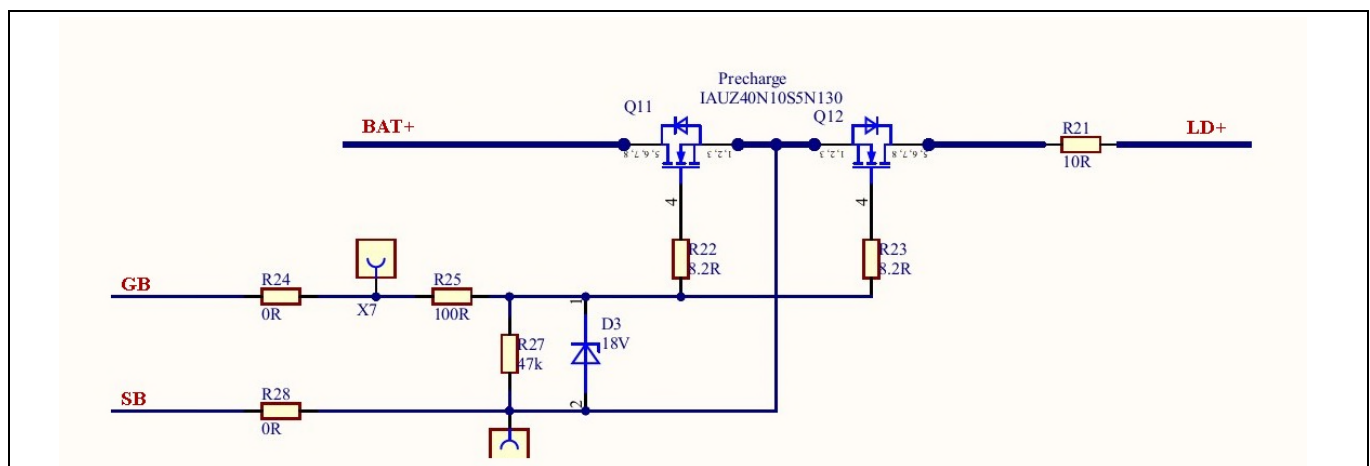 Precharge
IAUZ40N10S5N130
Q11
Q12
BAT+
R21
LD+
5, 6, 7, 8
1, 2, 3
1, 2, 3
5, 6, 7, 8
10R
4
4
R22
R23
8.2R
8.2R
GB
R24
R25
0R
X7
100R
1
D3
18V
R27
47k
SB
R28
2
0R